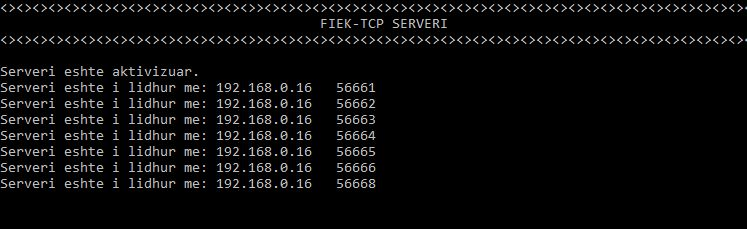 <><><><><><><><><><><><><><><><>><><><><><><><><><><><><><><><><><><><><><><><><><><><><><><><
FIEK-TCP SERVERI
<><><><><><><><><><><><><><><><>><><><><><><><><><><><><><><><><><><><><><><><><><><><><><><><
Serveri eshte aktivizuar.
Serveri eshte i lidhur me: 192.168.0.16   56661
Serveri eshte i lidhur me: 192.168.0.16   56662
Serveri eshte i lidhur me: 192.168.0.16   56663
Serveri eshte i lidhur me: 192.168.0.16   56664
Serveri eshte i lidhur me: 192.168.0.16   56665
Serveri eshte i lidhur me: 192.168.0.16   56666
Serveri eshte i lidhur me: 192.168.0.16   56668